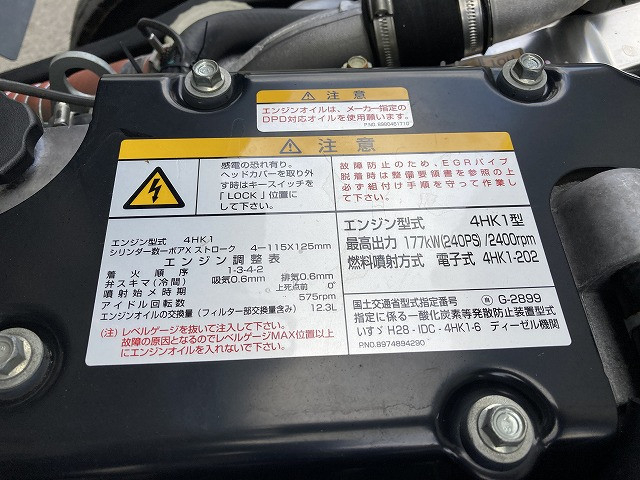 注意
エンジンオイルは、メーカー指定の
DPD対応オイルを使用願います。
P.NO.8980461710
注意
感電の恐れ有り。
ヘッドカバーを取り外
す時はキースイッチを
「LOCK」位置に
して下さい。
故障防止のため、EGRパイプ
脱着時は整備要領書を参照の上
必ず組付け手順を守って作業し
て下さい。
エンジン型式 4HK1
シリンダー数ーボアX ストローク 4ー115X125mm
エンジン調整表
着火順序 1-3-4-2
弁スキマ(冷間) 吸気0.6mm 排気0.6mm
噴射始メ時期 上死点前 0°
アイドル回転数 575rpm
エンジンオイルの交換量(フィルター部交換量含み) 12.3L
(注) レベルゲージを抜いて注入して下さい。
故障の原因となるのでレベルゲージMAX位置以上
にエンジンオイルを入れないで下さい。
エンジン型式 4HK1型
最高出力 177kW(240PS)/2400rpm
燃料噴射方式 電子式 4HK1-202
国土交通省型式指定番号 G-2899
指定に係る一酸化炭素等発散防止装置型式
いすゞ H28-IDC-4HK1-6 ディーゼル機関
P.NO.8974894290